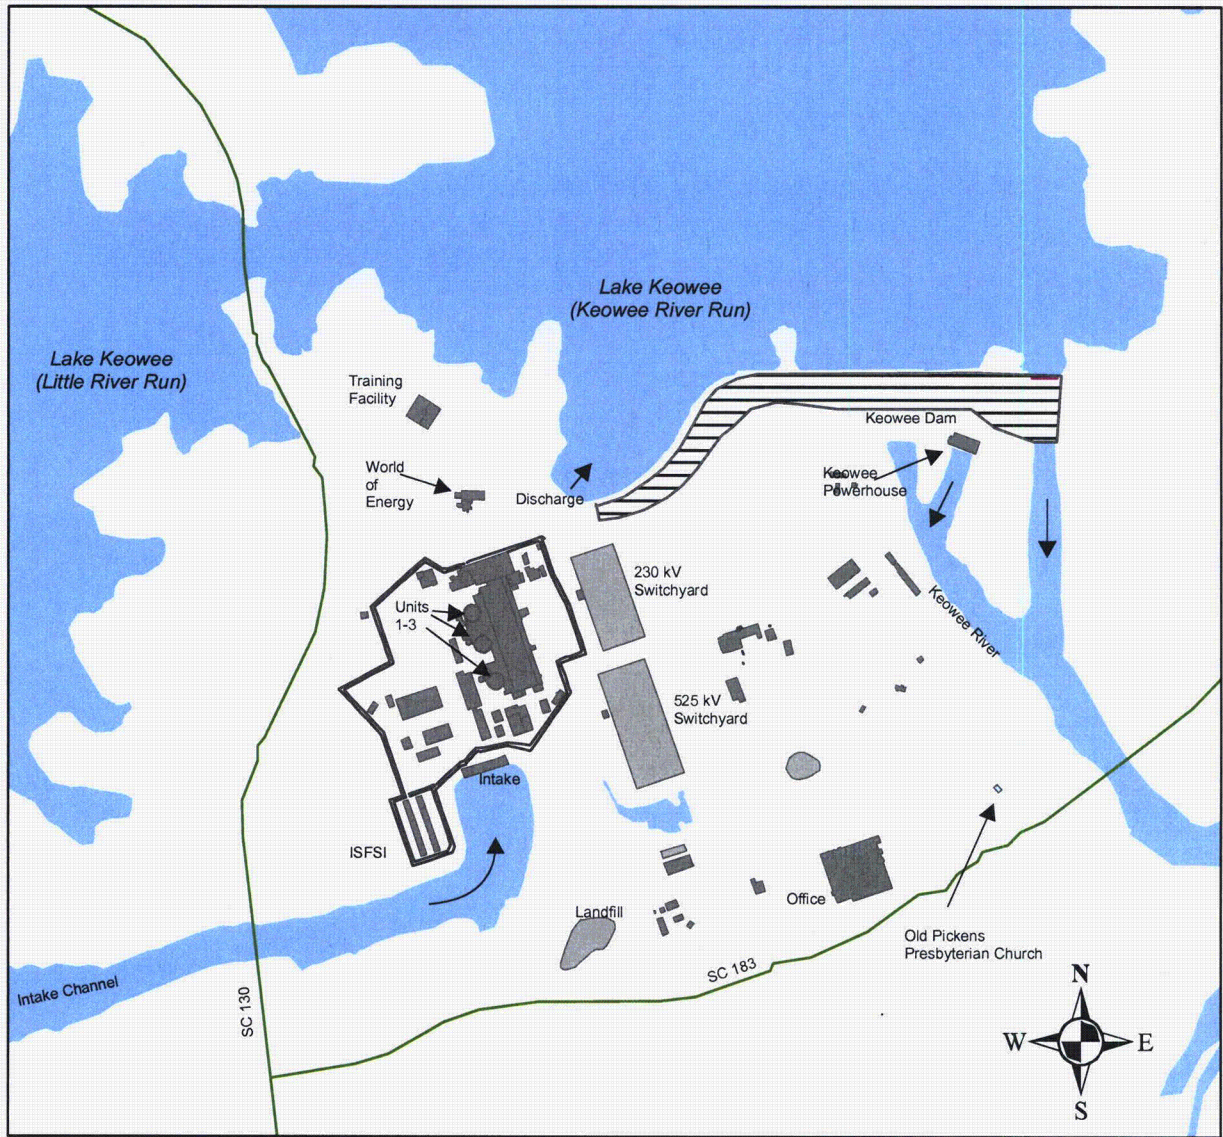 Lake Keowee
(Keowee River Run)
Lake Keowee
(Little River Run)
Training
Facility
Keowee Dam
World
of
Energy
Discharge
Keowee
Powerhouse
230 kV
Switchyard
Units
1-3
Keowee River
525 kV
Switchyard
Intake
ISFSI
Office
Landfill
Old Pickens
Presbyterian Church
SC 183
Intake Channel
SC 130
N
W
E
S